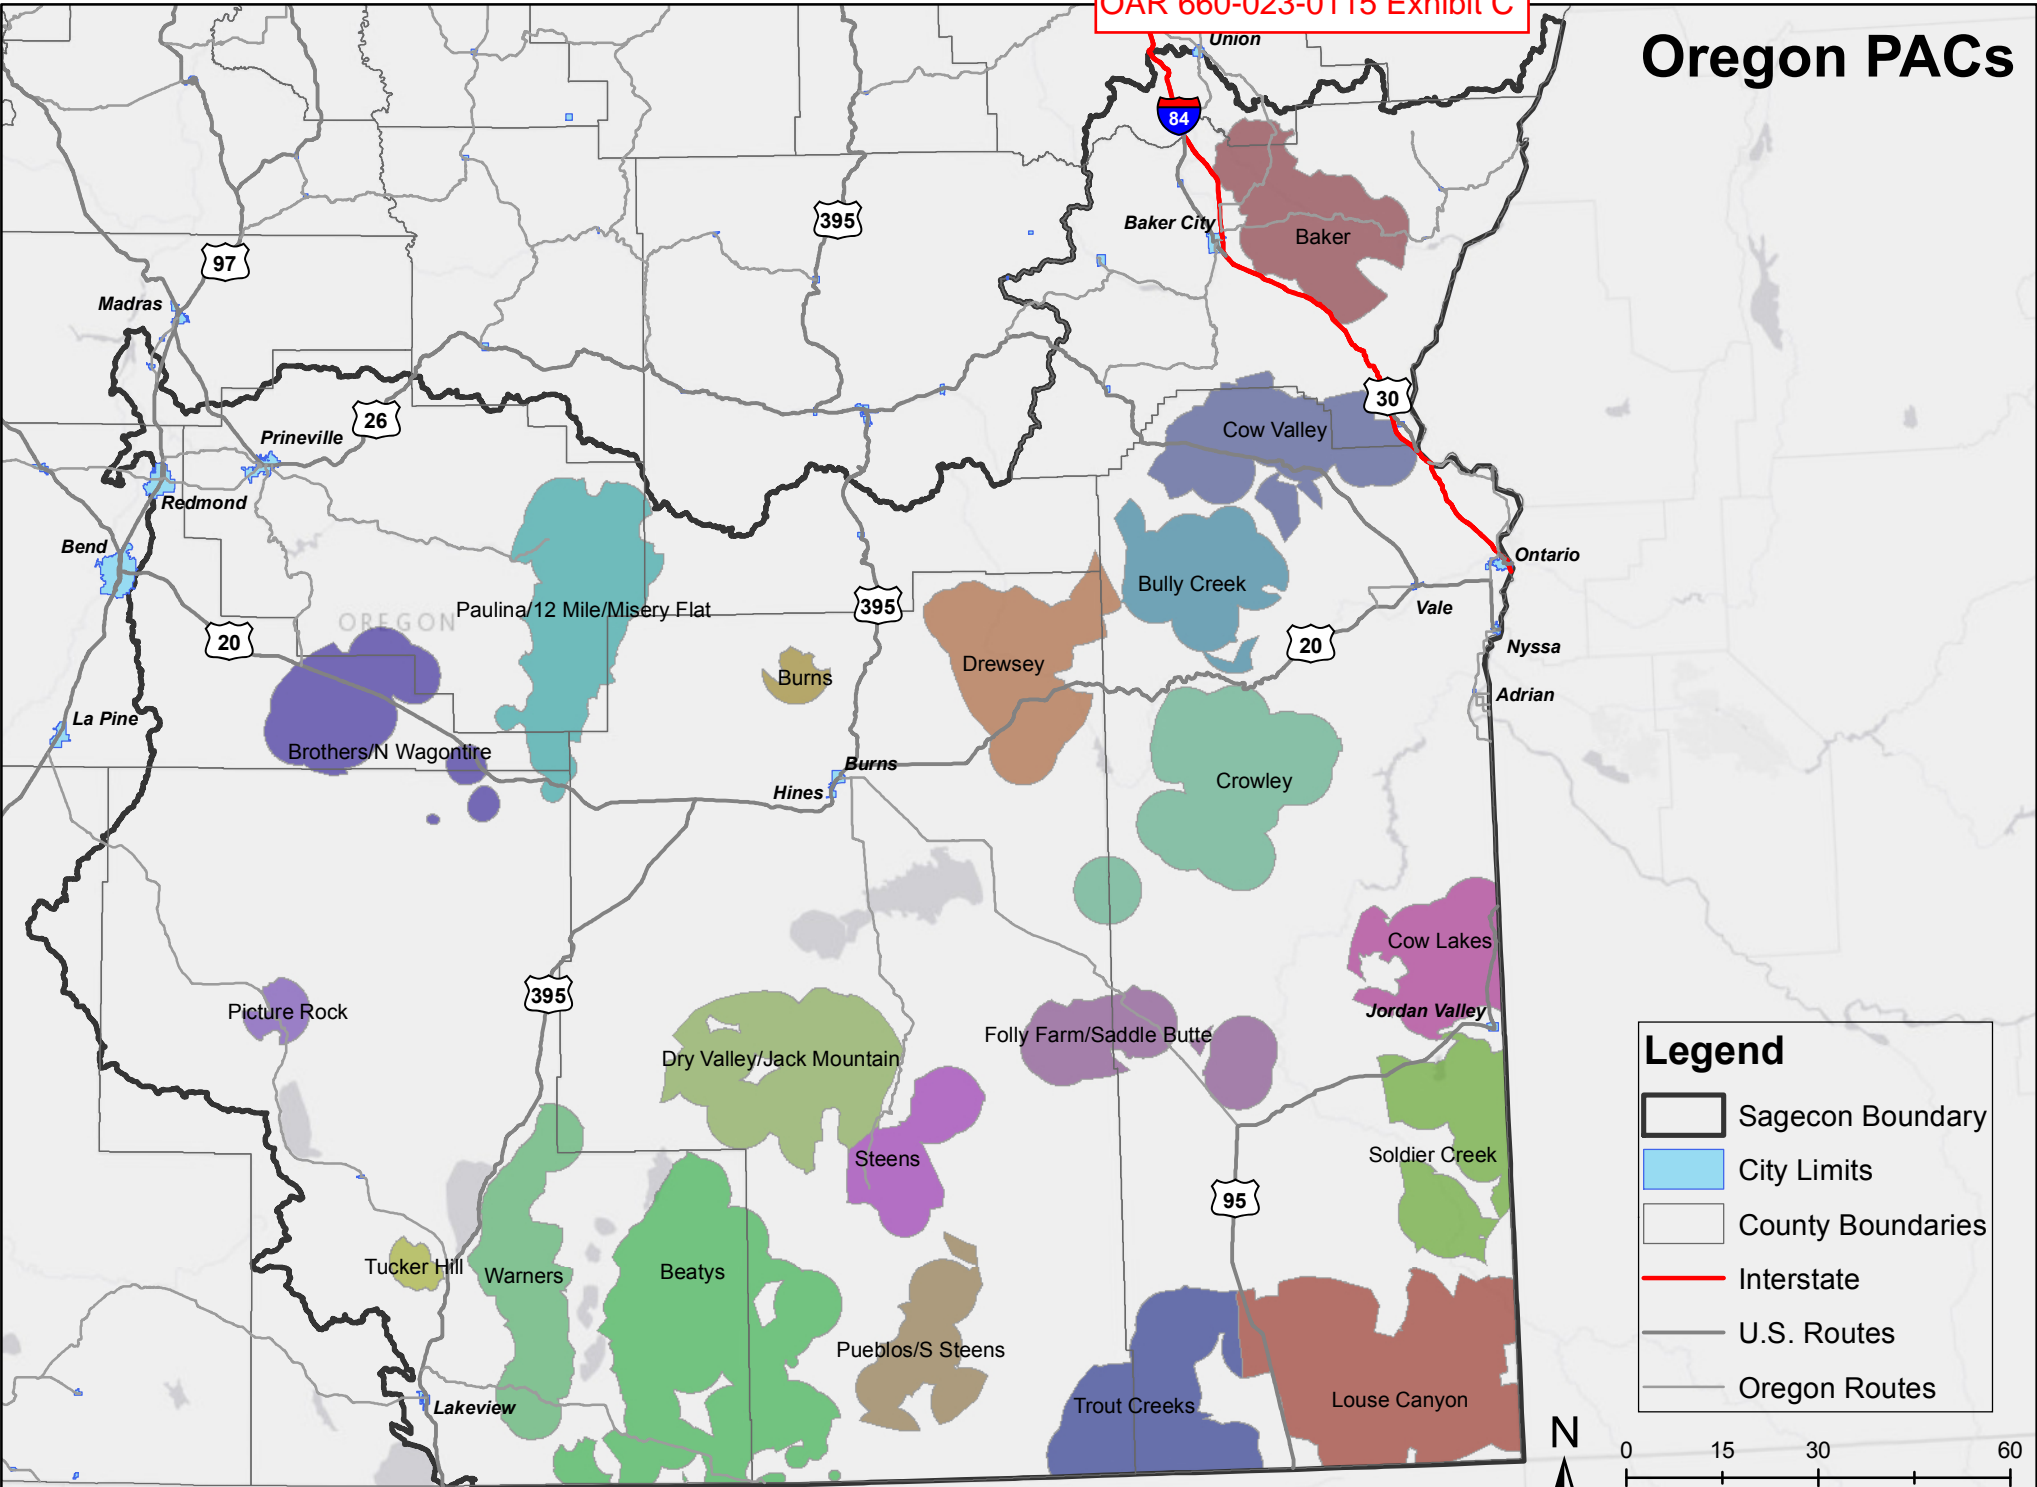 OAR 660-023-0115 Exhibit C
Oregon PACs
Union
84
Baker City
Baker
395
97
Madras
30
26
Prineville
Cow Valley
Redmond
Bend
Ontario
Bully Creek
Vale
395
Paulina/12 Mile/Misery Flat
OREGON
20
20
Nyssa
Drewsey
Burns
Adrian
La Pine
Brothers/N Wagontire
Burns
Hines
Crowley
Cow Lakes
395
Picture Rock
Jordan Valley
Folly Farm/Saddle Butte
Dry Valley/Jack Mountain
Steens
Soldier Creek
95
Tucker Hill
Warners
Beatys
Pueblos/S Steens
Trout Creeks
Louse Canyon
Lakeview
Legend
Sagecon Boundary
City Limits
County Boundaries
Interstate
U.S. Routes
Oregon Routes
N
0 15 30 60